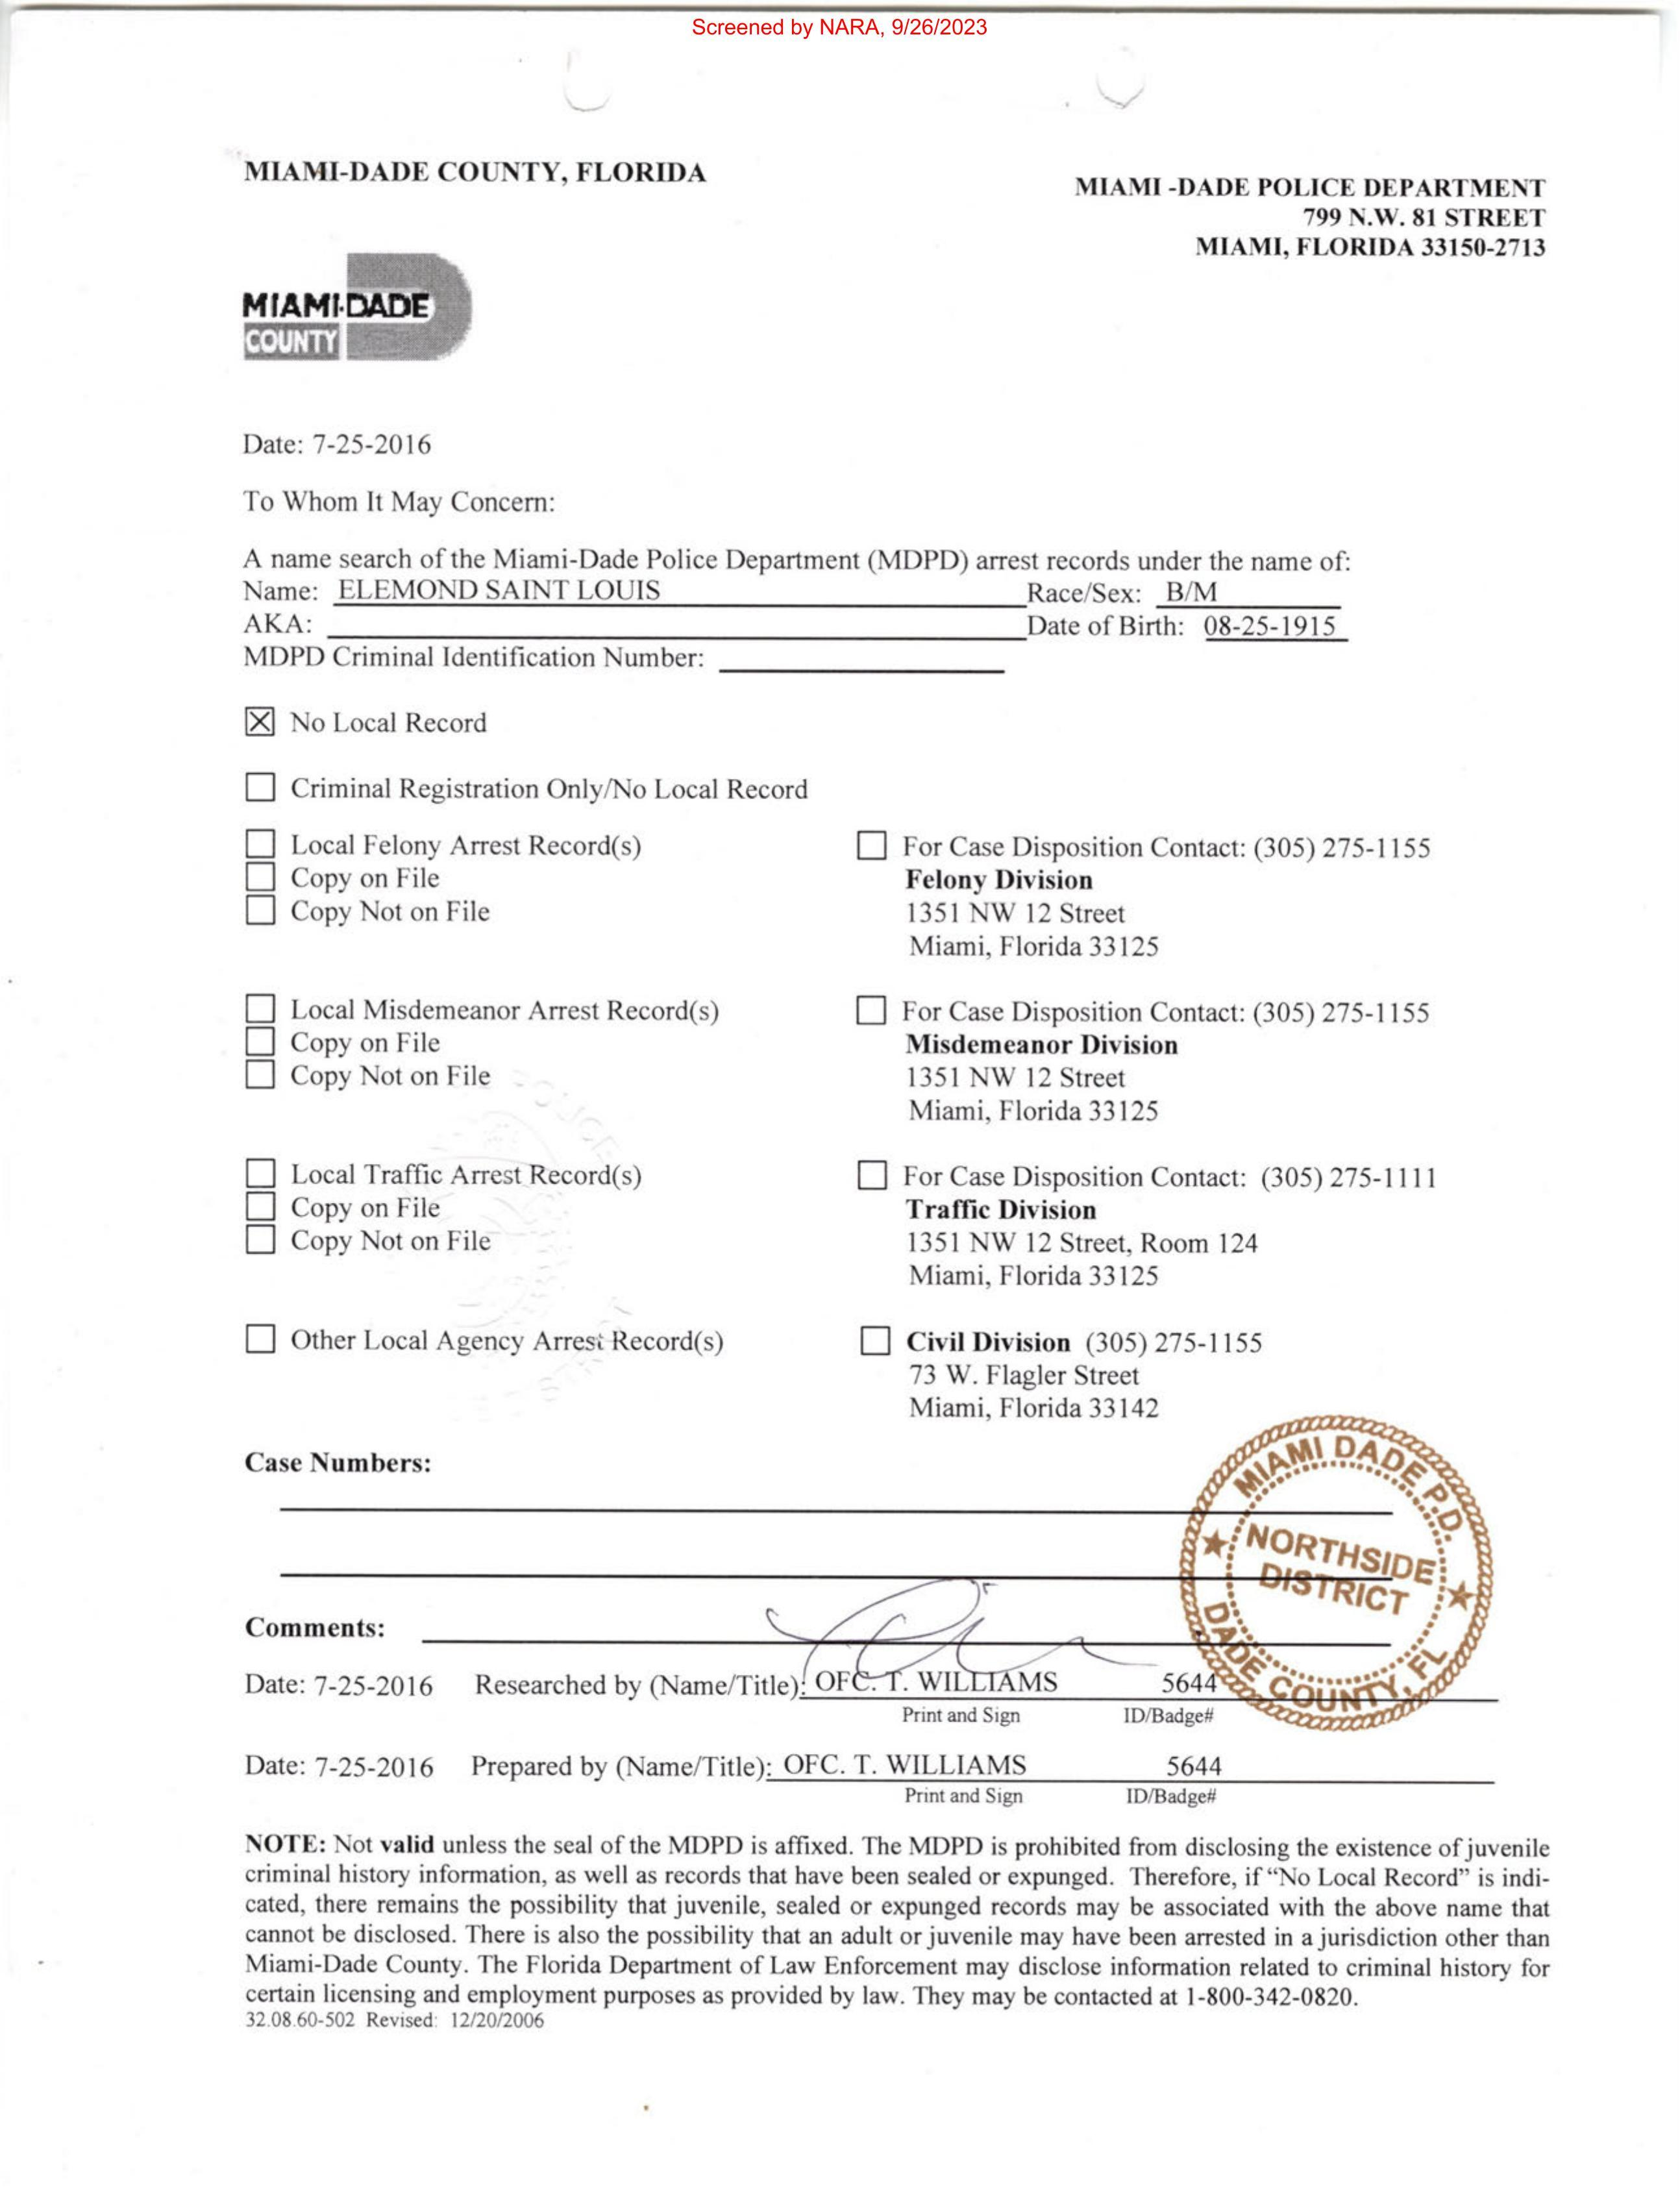 Screened by NARA, 9/26/2023
MIAMI-DADE COUNTY, FLORIDA
MIAMI -DADE POLICE DEPARTMENT
799 N.W. 81 STREET
MIAMI, FLORIDA 33150-2713
MIAMI-DADE
COUNTY
Date: 7-25-2016
To Whom It May Concern:
A name search of the Miami-Dade Police Department (MDPD) arrest records under the name of:
Name: ELEMOND SAINT LOUIS Race/Sex: B/M
AKA: Date of Birth: 08-25-1915
MDPD Criminal Identification Number:
☒ No Local Record
☐ Criminal Registration Only/No Local Record
☐ Local Felony Arrest Record(s)
☐ Copy on File
☐ Copy Not on File
☐ For Case Disposition Contact: (305) 275-1155
Felony Division
1351 NW 12 Street
Miami, Florida 33125
☐ Local Misdemeanor Arrest Record(s)
☐ Copy on File
☐ Copy Not on File
☐ For Case Disposition Contact: (305) 275-1155
Misdemeanor Division
1351 NW 12 Street
Miami, Florida 33125
☐ Local Traffic Arrest Record(s)
☐ Copy on File
☐ Copy Not on File
☐ For Case Disposition Contact: (305) 275-1111
Traffic Division
1351 NW 12 Street, Room 124
Miami, Florida 33125
☐ Other Local Agency Arrest Record(s)
☐ Civil Division (305) 275-1155
73 W. Flagler Street
Miami, Florida 33142
Case Numbers:
MIAMI DADE P.D.
NORTHSIDE
DISTRICT
DADE COUNTY, FL
Comments:
Date: 7-25-2016 Researched by (Name/Title): OFC. T. WILLIAMS 5644
Print and Sign ID/Badge#
Date: 7-25-2016 Prepared by (Name/Title): OFC. T. WILLIAMS 5644
Print and Sign ID/Badge#
NOTE: Not valid unless the seal of the MDPD is affixed. The MDPD is prohibited from disclosing the existence of juvenile
criminal history information, as well as records that have been sealed or expunged. Therefore, if “No Local Record” is indi-
cated, there remains the possibility that juvenile, sealed or expunged records may be associated with the above name that
cannot be disclosed. There is also the possibility that an adult or juvenile may have been arrested in a jurisdiction other than
Miami-Dade County. The Florida Department of Law Enforcement may disclose information related to criminal history for
certain licensing and employment purposes as provided by law. They may be contacted at 1-800-342-0820.
32.08.60-502 Revised: 12/20/2006